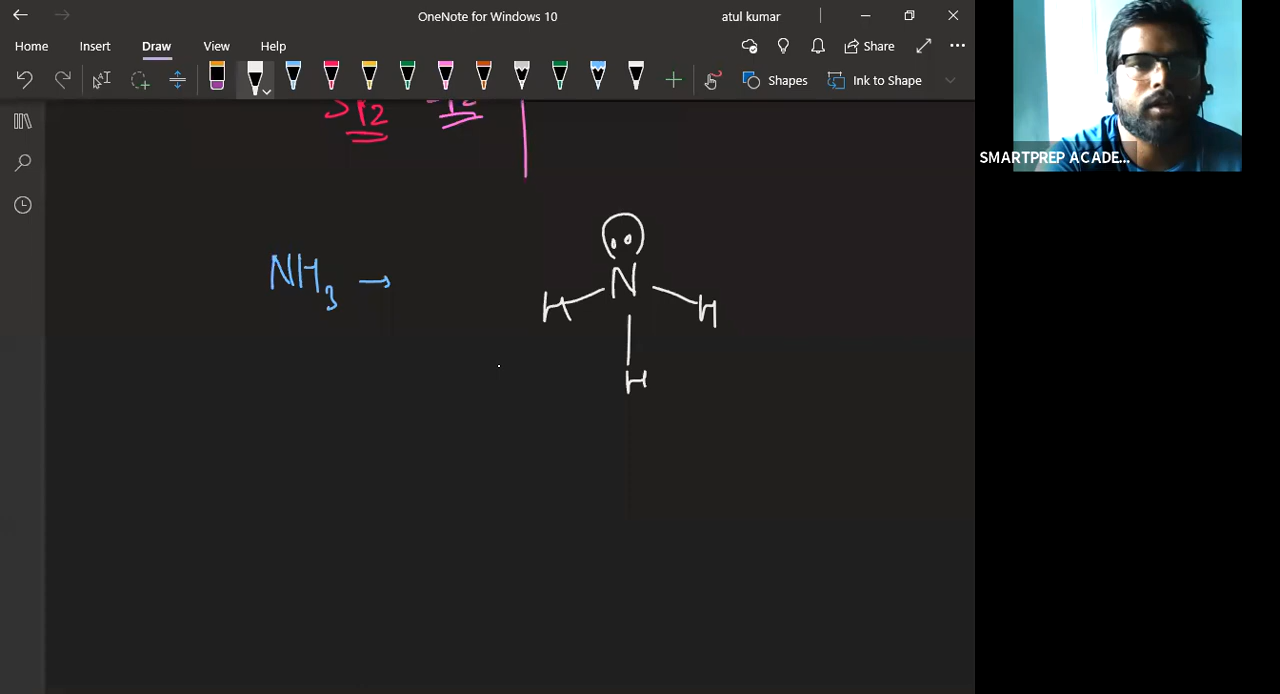 OneNote for Windows 10
atul kumar
Home Insert Draw View Help
Share
Shapes
Ink to Shape
SMARTPREP ACADE...
SP2
NH3 →
N
H H
H